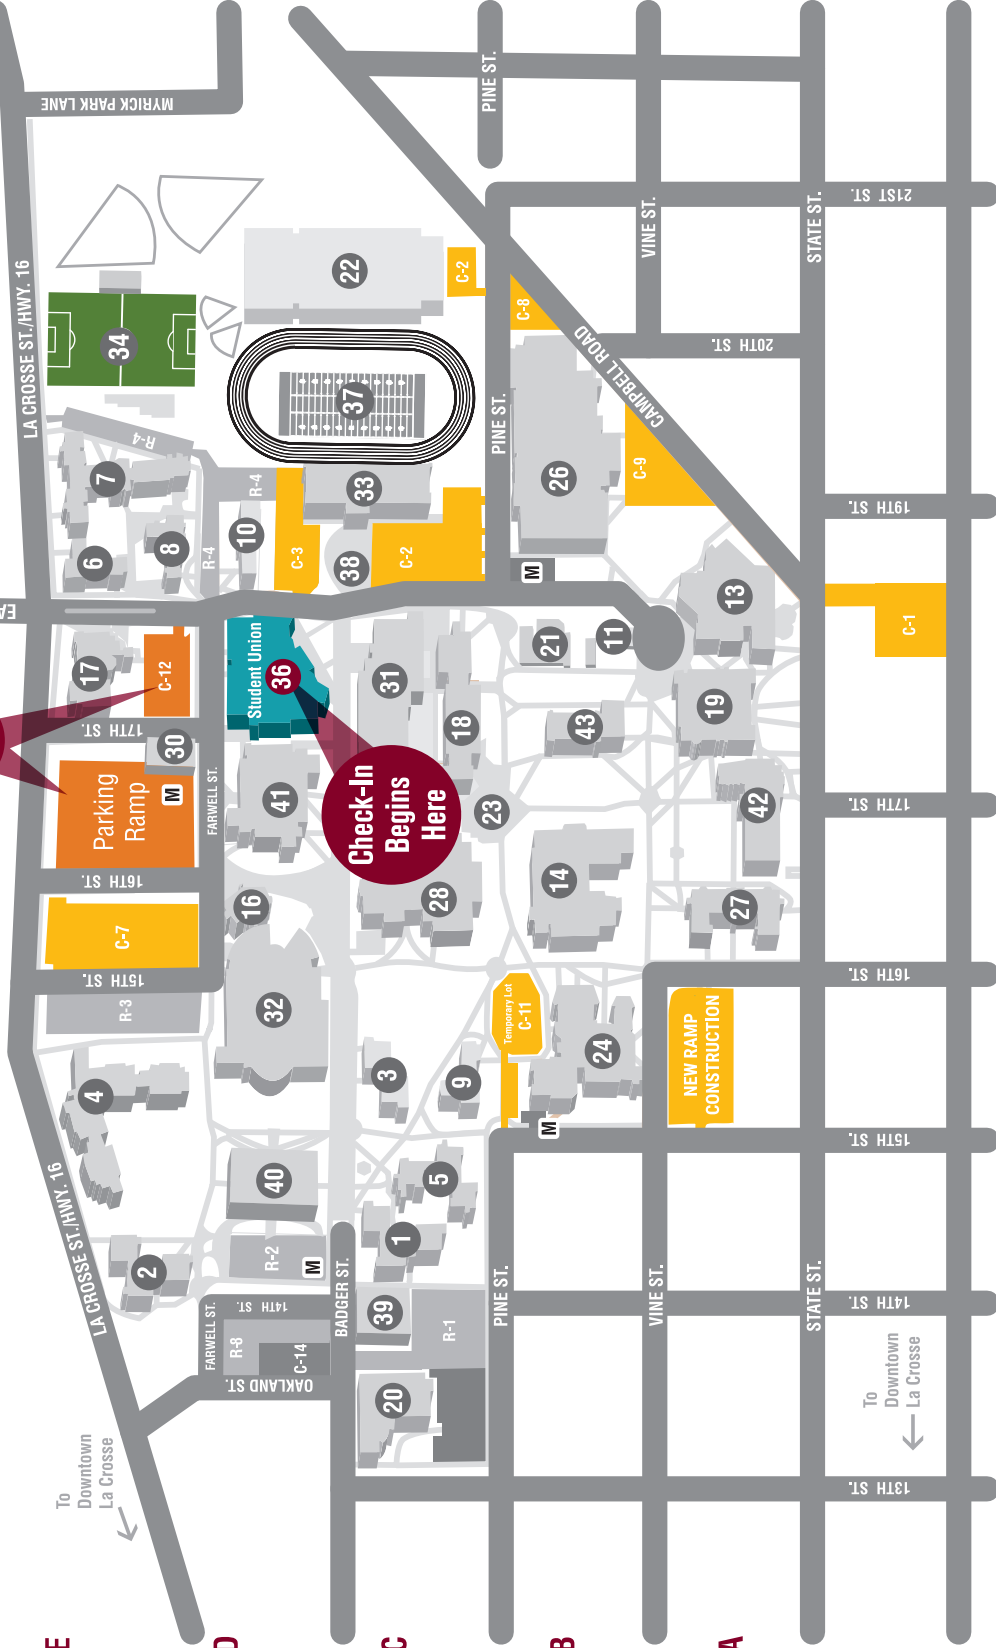 MYRICK PARK LANE
PINE ST.
21ST ST.
VINE ST.
STATE ST.
LA CROSSE ST./HWY. 16
22
C-2
C-8
34
20TH ST.
CAMPBELL ROAD
37
PINE ST.
R-4
7
R-4
33
26
C-9
19TH ST.
10
8
6
R-4
C-3
38
C-2
M
EA
13
C-1
21
11
17
C-12
Student Union
36
31
18
43
19
17TH ST.
30
Parking
Ramp
M
FARWELL ST.
41
Check-In
Begins
Here
23
42
17TH ST.
16TH ST.
14
28
16
27
C-7
15TH ST.
16TH ST.
R-3
32
Temporary Lot
C-11
24
NEW RAMP
CONSTRUCTION
3
9
4
M
15TH ST.
LA CROSSE ST./HWY. 16
40
5
1
2
R-2
M
BADGER ST.
PINE ST.
VINE ST.
STATE ST.
14TH ST.
14TH ST.
FARWELL ST.
R-8
C-14
39
R-1
OAKLAND ST.
20
To
Downtown
La Crosse
To
Downtown
La Crosse
13TH ST.
E
D
C
B
A